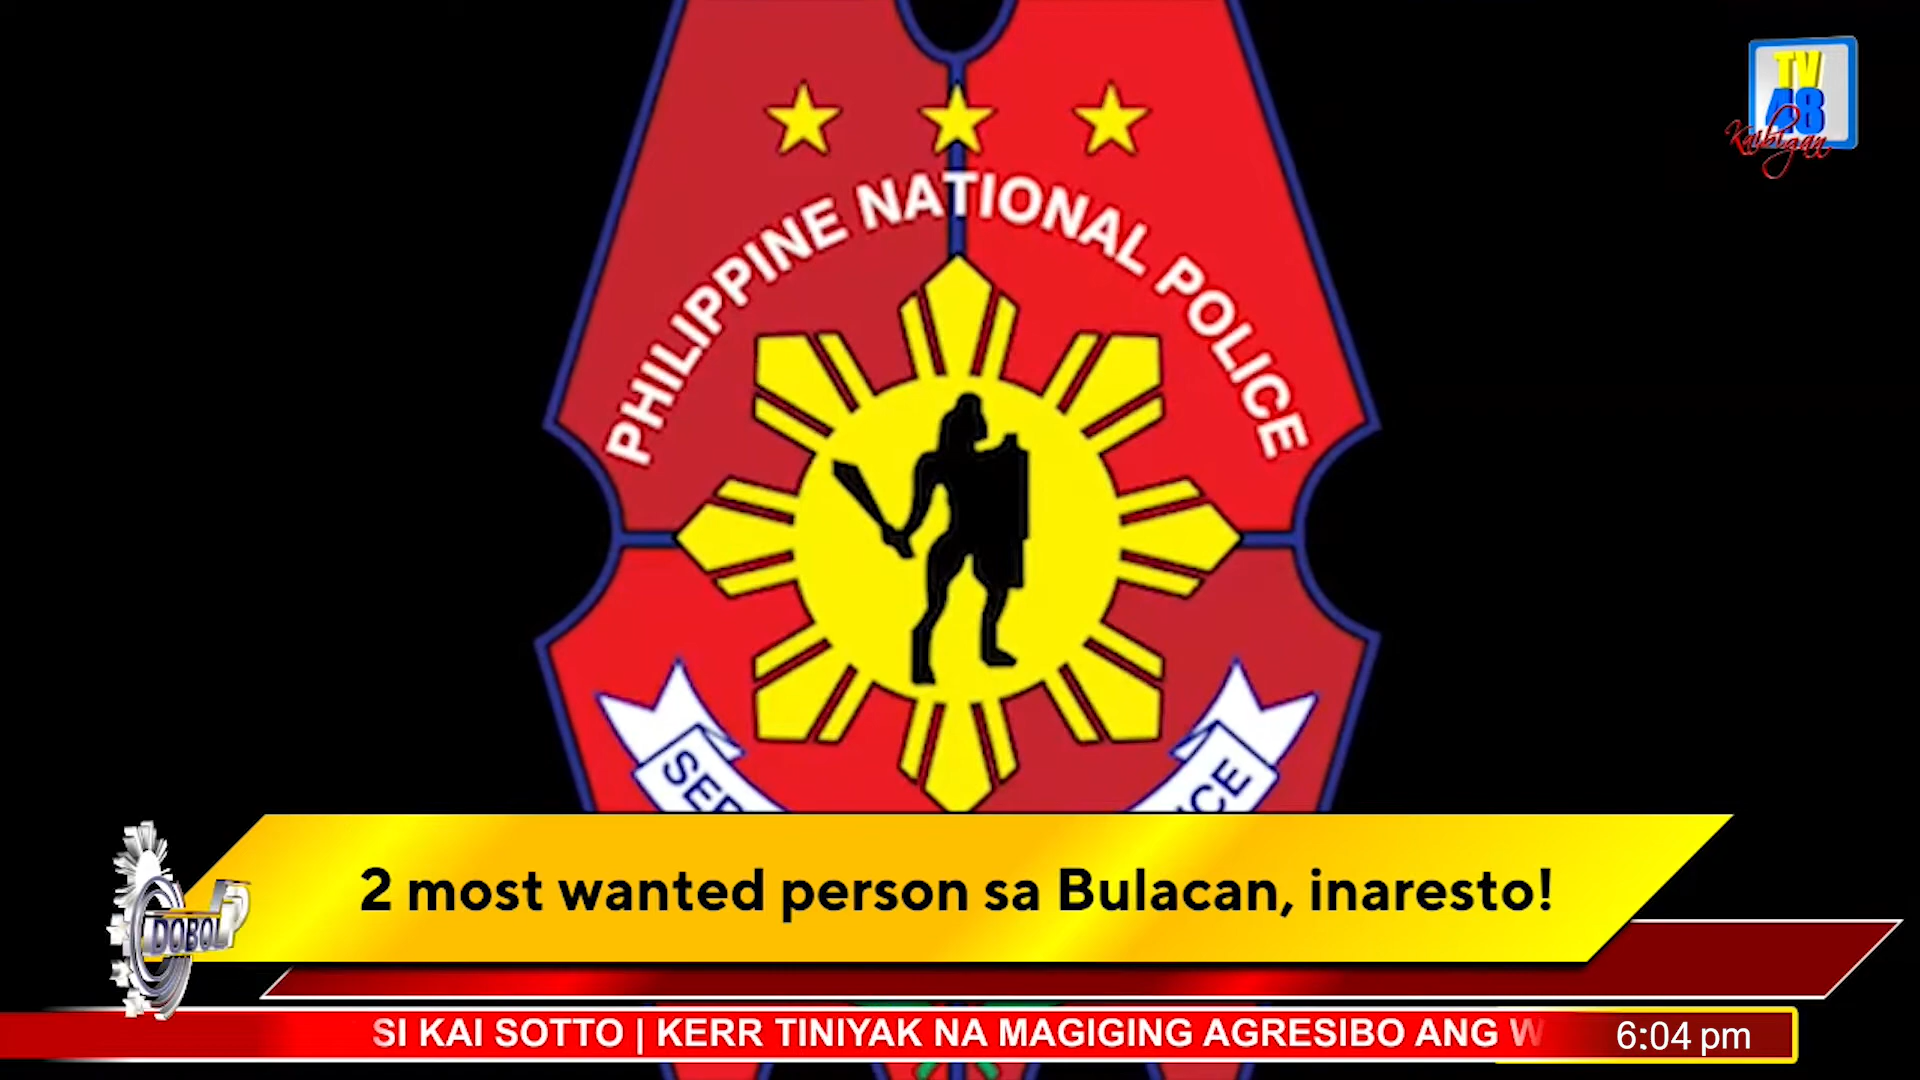 TV
48
Kaibigan
PHILIPPINE NATIONAL POLICE
2 most wanted person sa Bulacan, inaresto!
DOBOL P
SI KAI SOTTO | KERR TINIYAK NA MAGIGING AGRESIBO ANG W
6:04 pm